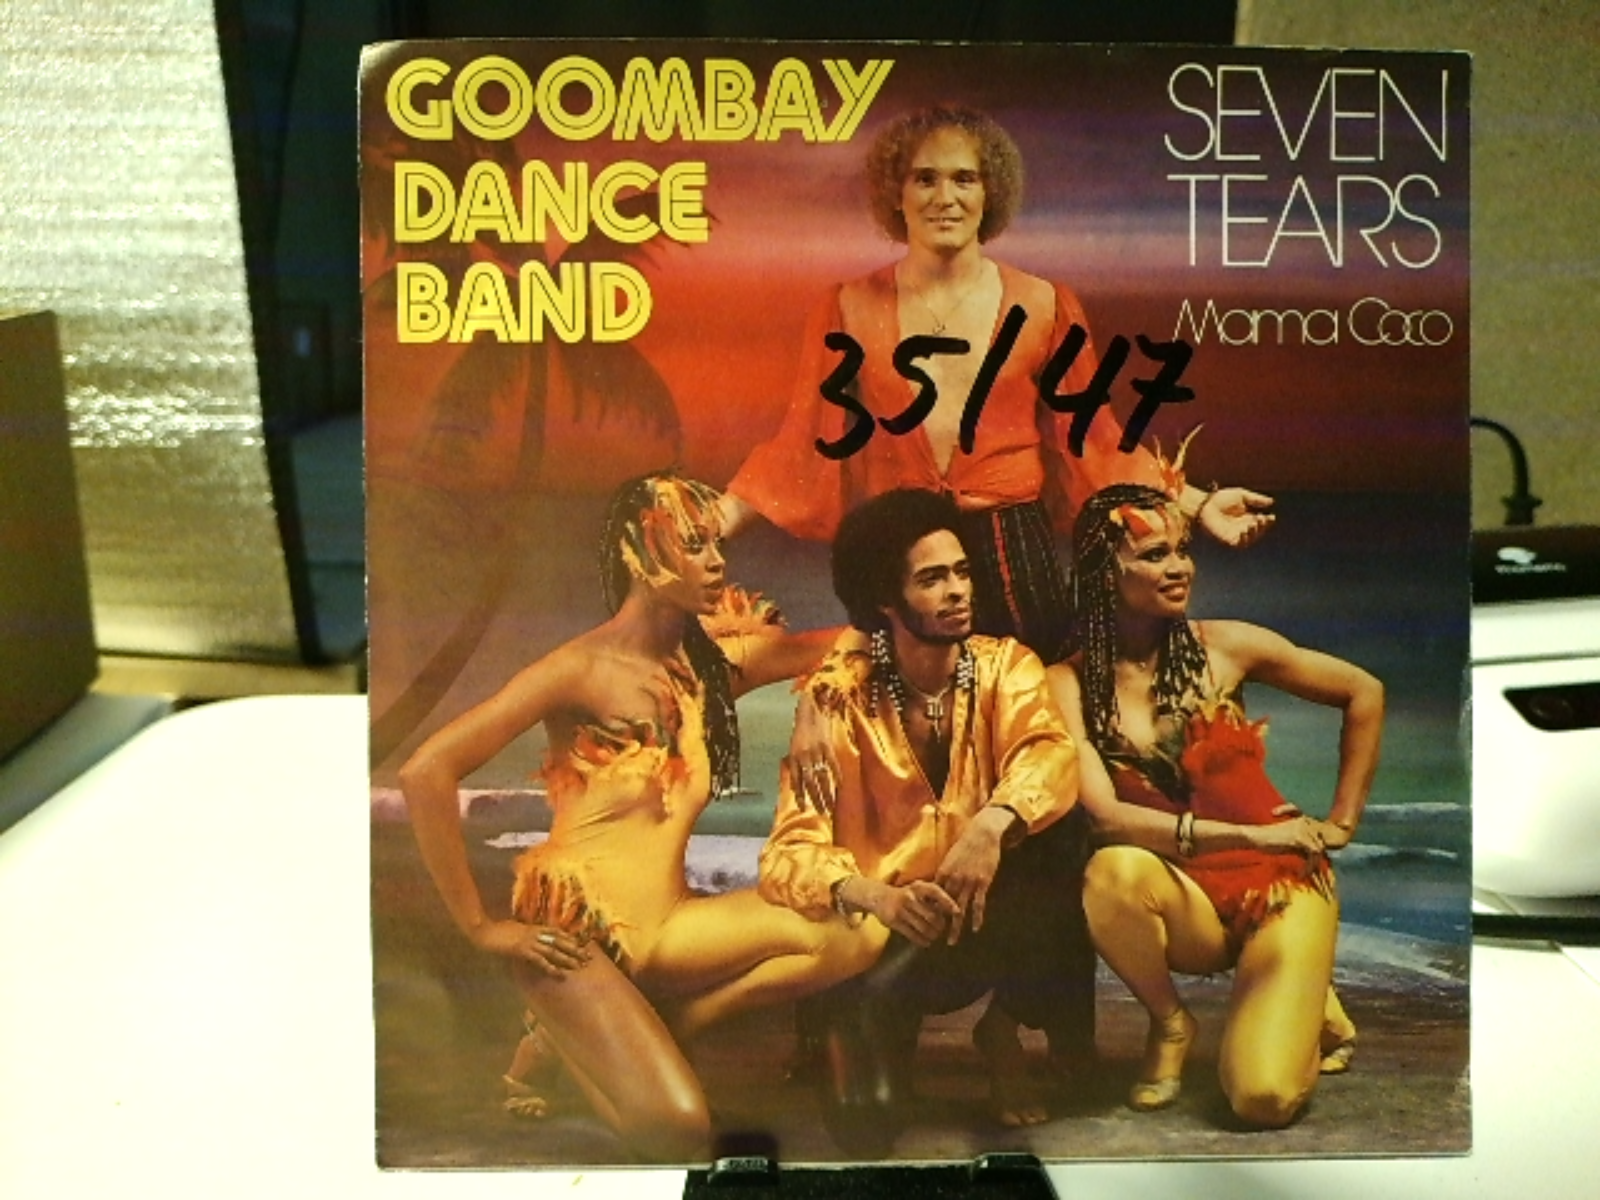 GOOMBAY
DANCE
BAND
SEVEN
TEARS
Mama Coco
35/47